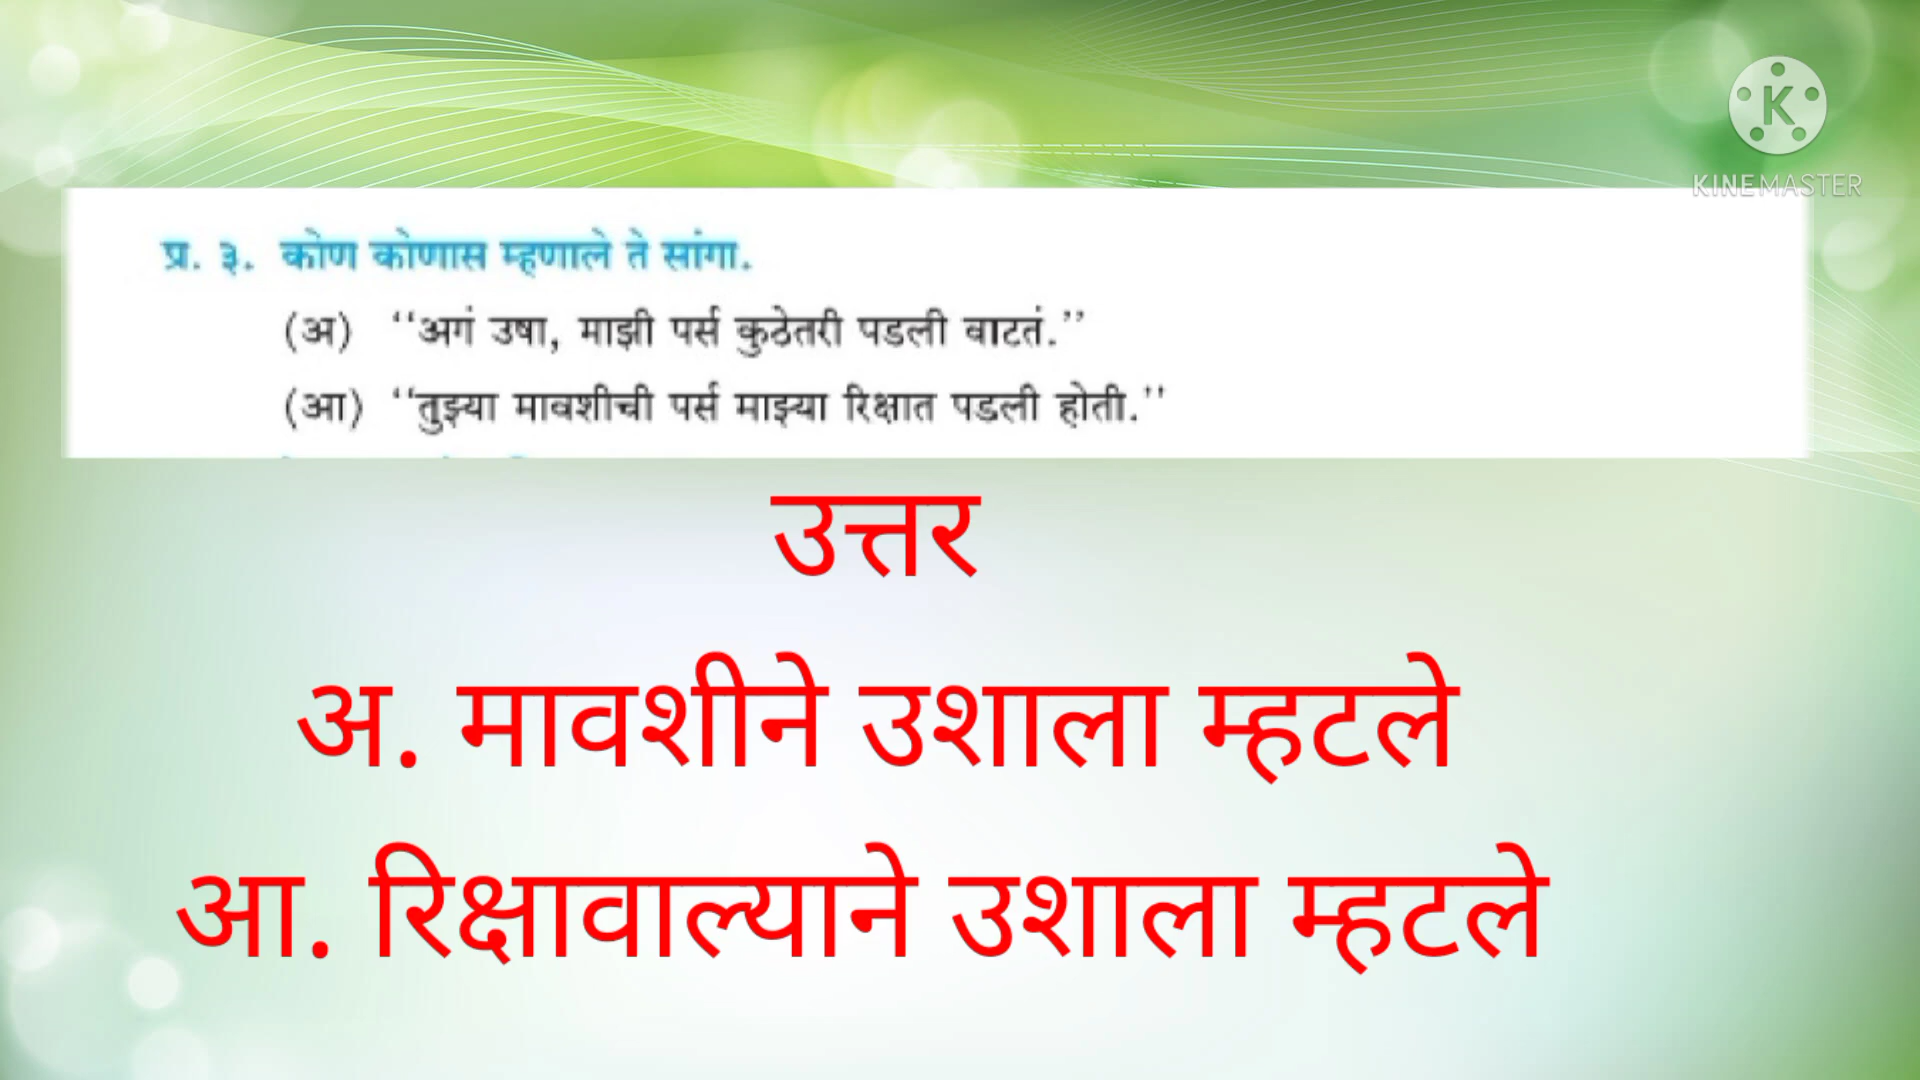 KINEMASTER
प्र. ३. कोण कोणास म्हणाले ते सांगा.
(अ) ‘‘अगं उषा, माझी पर्स कुठेतरी पडली वाटतं.’’
(आ) ‘‘तुझ्या मावशीची पर्स माझ्या रिक्षात पडली होती.’’
उत्तर
अ. मावशीने उशाला म्हटले
आ. रिक्षावाल्याने उशाला म्हटले